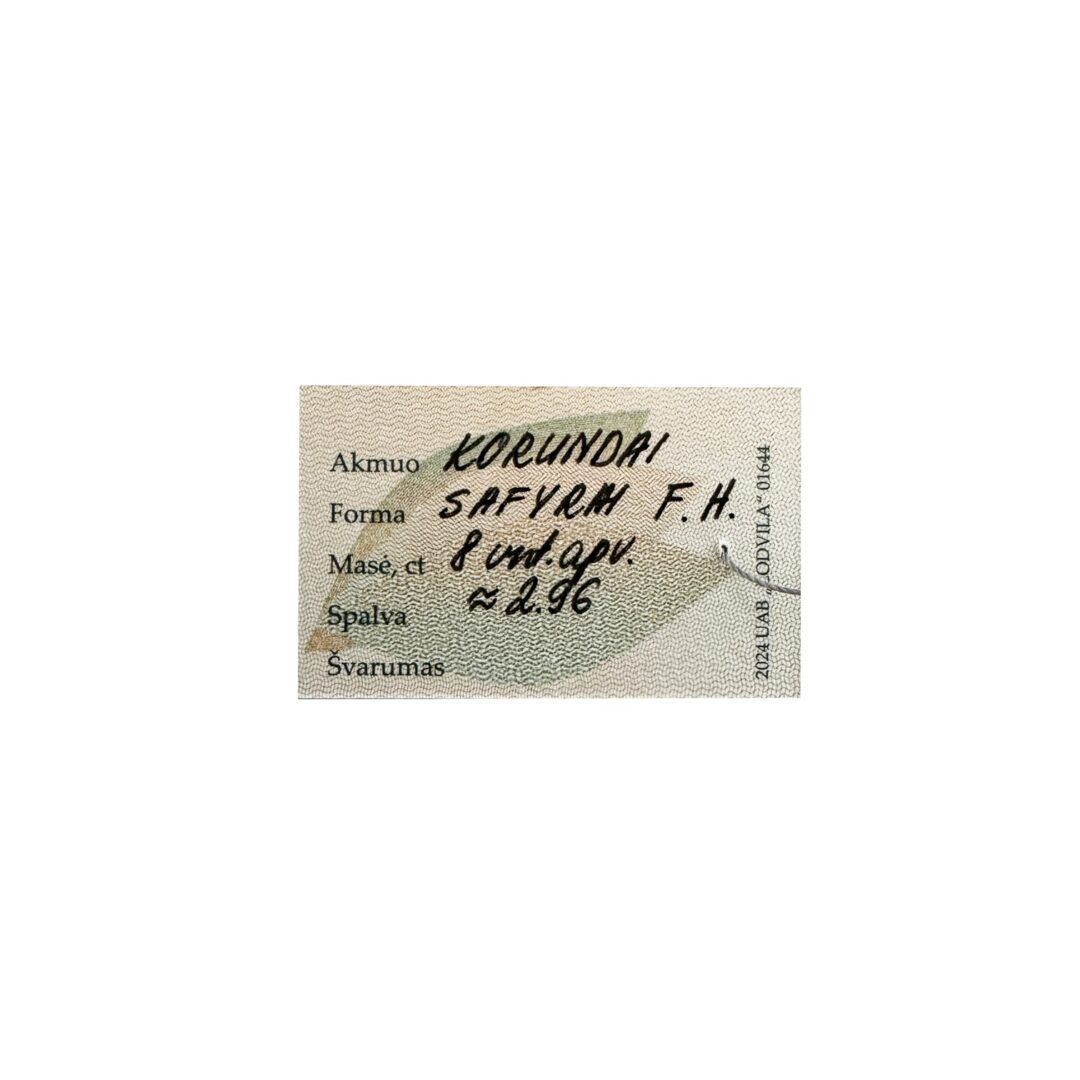 Akmuo KORUNDAI
Forma SAFYRAI F.H.
Masė, ct 8 vnt. apv.
Spalva ≈ 2.96
Švarumas
2024 UAB „ODVILA“ 01644